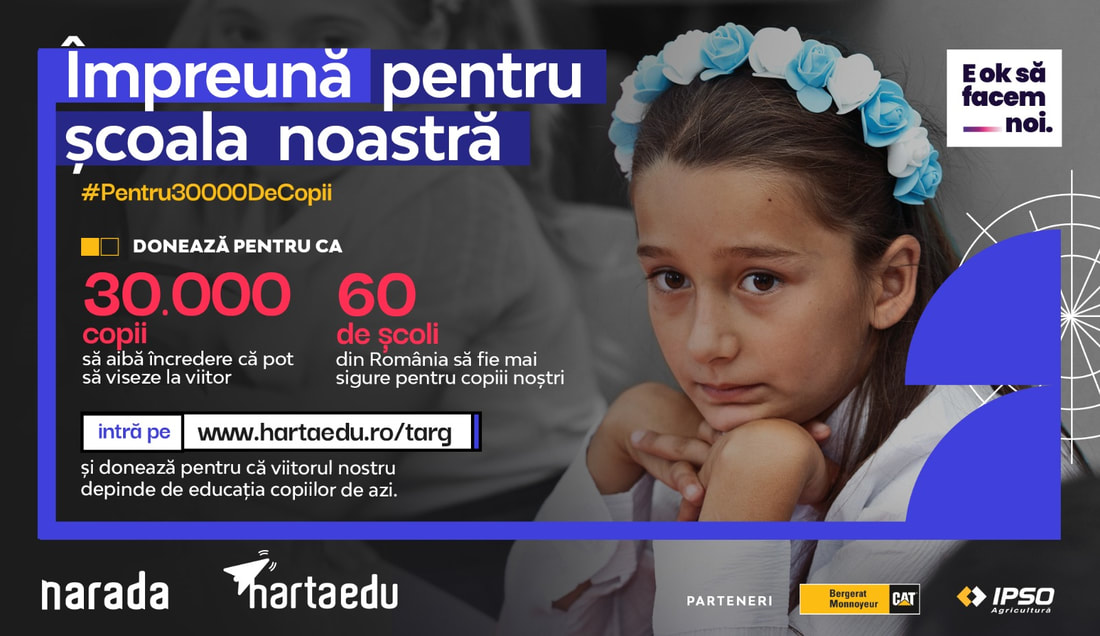 Împreună pentru
școala noastră
#Pentru30000DeCopii
DONEAZĂ PENTRU CA
30.000
copii
să aibă încredere că pot
să viseze la viitor
60
de școli
din România să fie mai
sigure pentru copiii noștri
intră pe www.hartaedu.ro/targ
și donează pentru că viitorul nostru
depinde de educația copiilor de azi.
E ok să
facem
noi.
narada
hartaedu
PARTENERI
Bergerat
Monnoyeur
CAT
IPSO
Agricultură